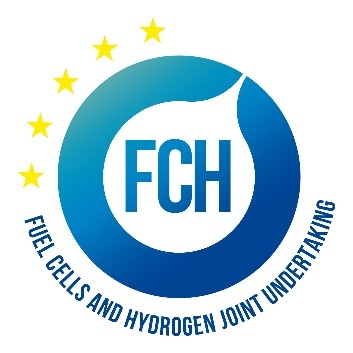 FCH
FUEL CELLS AND HYDROGEN JOINT UNDERTAKING